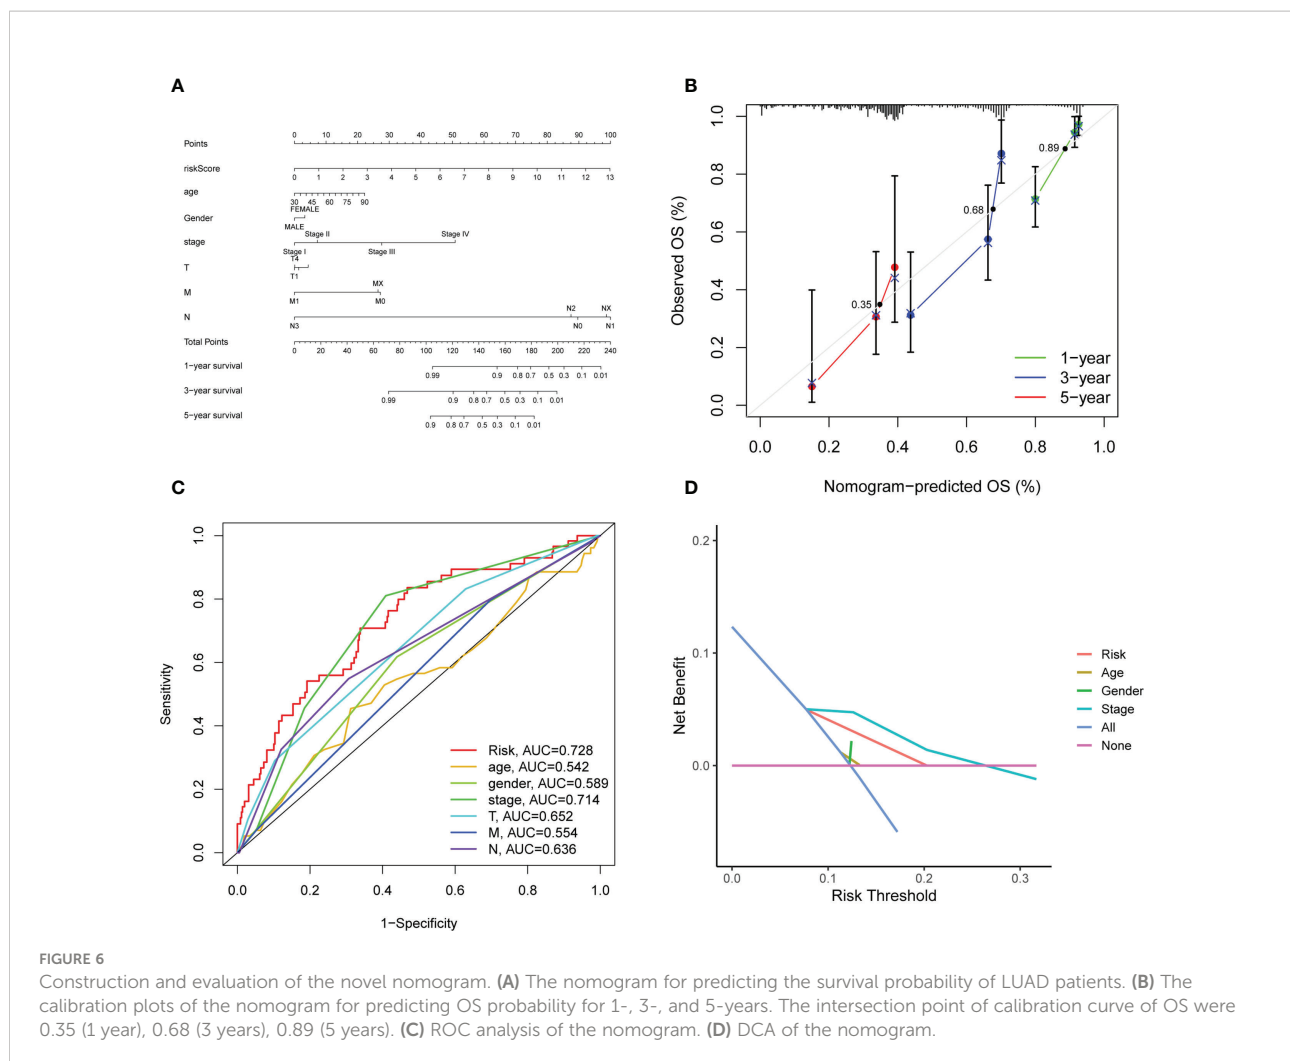 A
Points
0 10 20 30 40 50 60 70 80 90 100
riskScore
0 1 2 3 4 5 6 7 8 9 10 11 12 13
age
30 45 60 75 90
FEMALE
Gender
MALE
Stage II Stage IV
stage
Stage I Stage III
T4
T
T1
MX
M
M1 M0
N2 NX
N
N3 N0 N1
Total Points
0 20 40 60 80 100 120 140 160 180 200 220 240
1-year survival
0.99 0.9 0.8 0.7 0.5 0.3 0.1 0.01
3-year survival
0.99 0.9 0.8 0.7 0.5 0.3 0.1 0.01
5-year survival
0.9 0.8 0.7 0.5 0.3 0.1 0.01
B
Observed OS (%)
1.0
0.8
0.6
0.4
0.2
0.0
0.89
0.68
0.35
1−year
3−year
5−year
0.0 0.2 0.4 0.6 0.8 1.0
Nomogram−predicted OS (%)
C
Sensitivity
1.0
0.8
0.6
0.4
0.2
0.0
Risk, AUC=0.728
age, AUC=0.542
gender, AUC=0.589
stage, AUC=0.714
T, AUC=0.652
M, AUC=0.554
N, AUC=0.636
0.0 0.2 0.4 0.6 0.8 1.0
1−Specificity
D
Net Benefit
0.2
0.1
0.0
Risk
Age
Gender
Stage
All
None
0.0 0.1 0.2 0.3
Risk Threshold
FIGURE 6
Construction and evaluation of the novel nomogram. (A) The nomogram for predicting the survival probability of LUAD patients. (B) The
calibration plots of the nomogram for predicting OS probability for 1-, 3-, and 5-years. The intersection point of calibration curve of OS were
0.35 (1 year), 0.68 (3 years), 0.89 (5 years). (C) ROC analysis of the nomogram. (D) DCA of the nomogram.